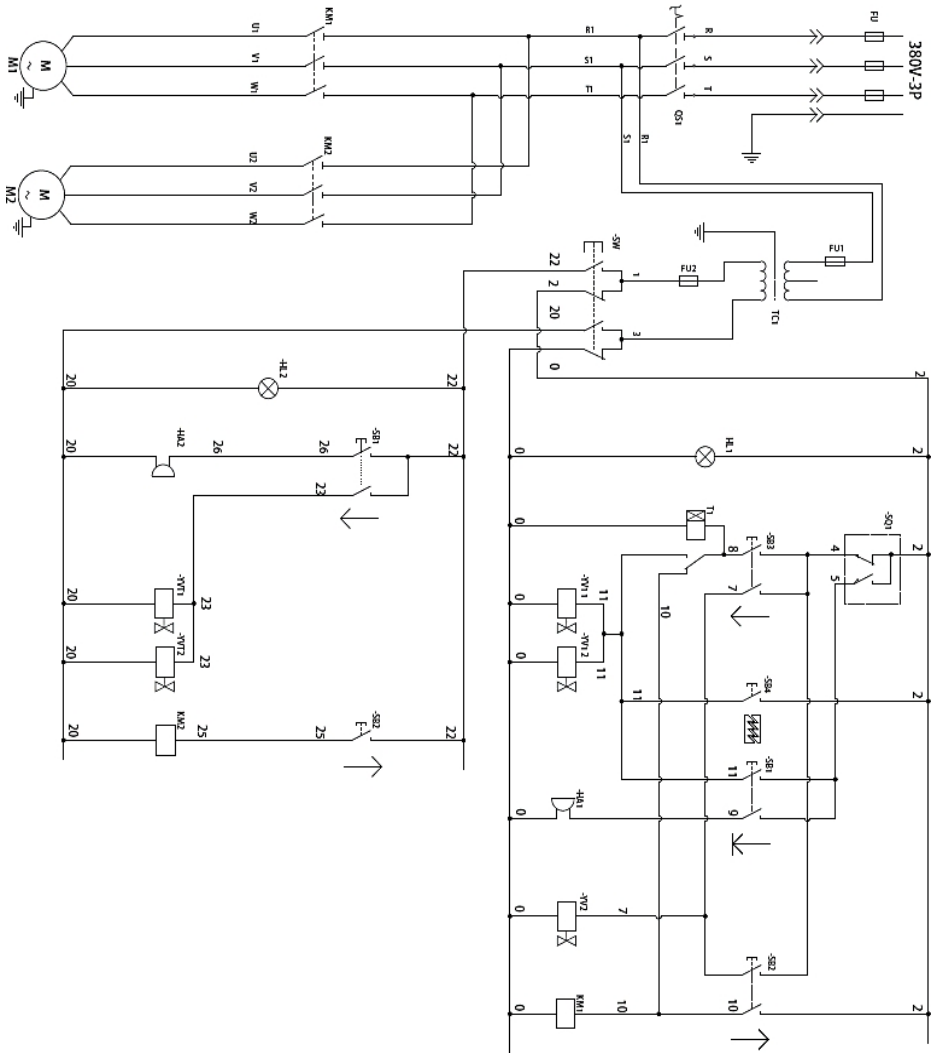 KM1
FU
U1
R1
R
380V-3P
V1
S1
S
M
~
M1
W1
T1
T
QS1
S1
R1
KM2
U2
V2
M
~
M2
W2
-SW
FU1
22
1
FU2
2
20
TC1
3
0
20
-HL2
22
2
20
-HA2
26
26
-SB1
22
0
HL1
2
23
T1
0
-SB3
8
4
-SQ1
2
5
7
20
-YVT1
23
0
-YV1 1
11
10
20
-YVT2
23
0
-YV1 2
11
11
-SB4
2
20
KM2
25
25
-SB2
22
11
-SB1
0
-HA1
9
0
-YV2
7
-SB2
0
KM1
10
10
2